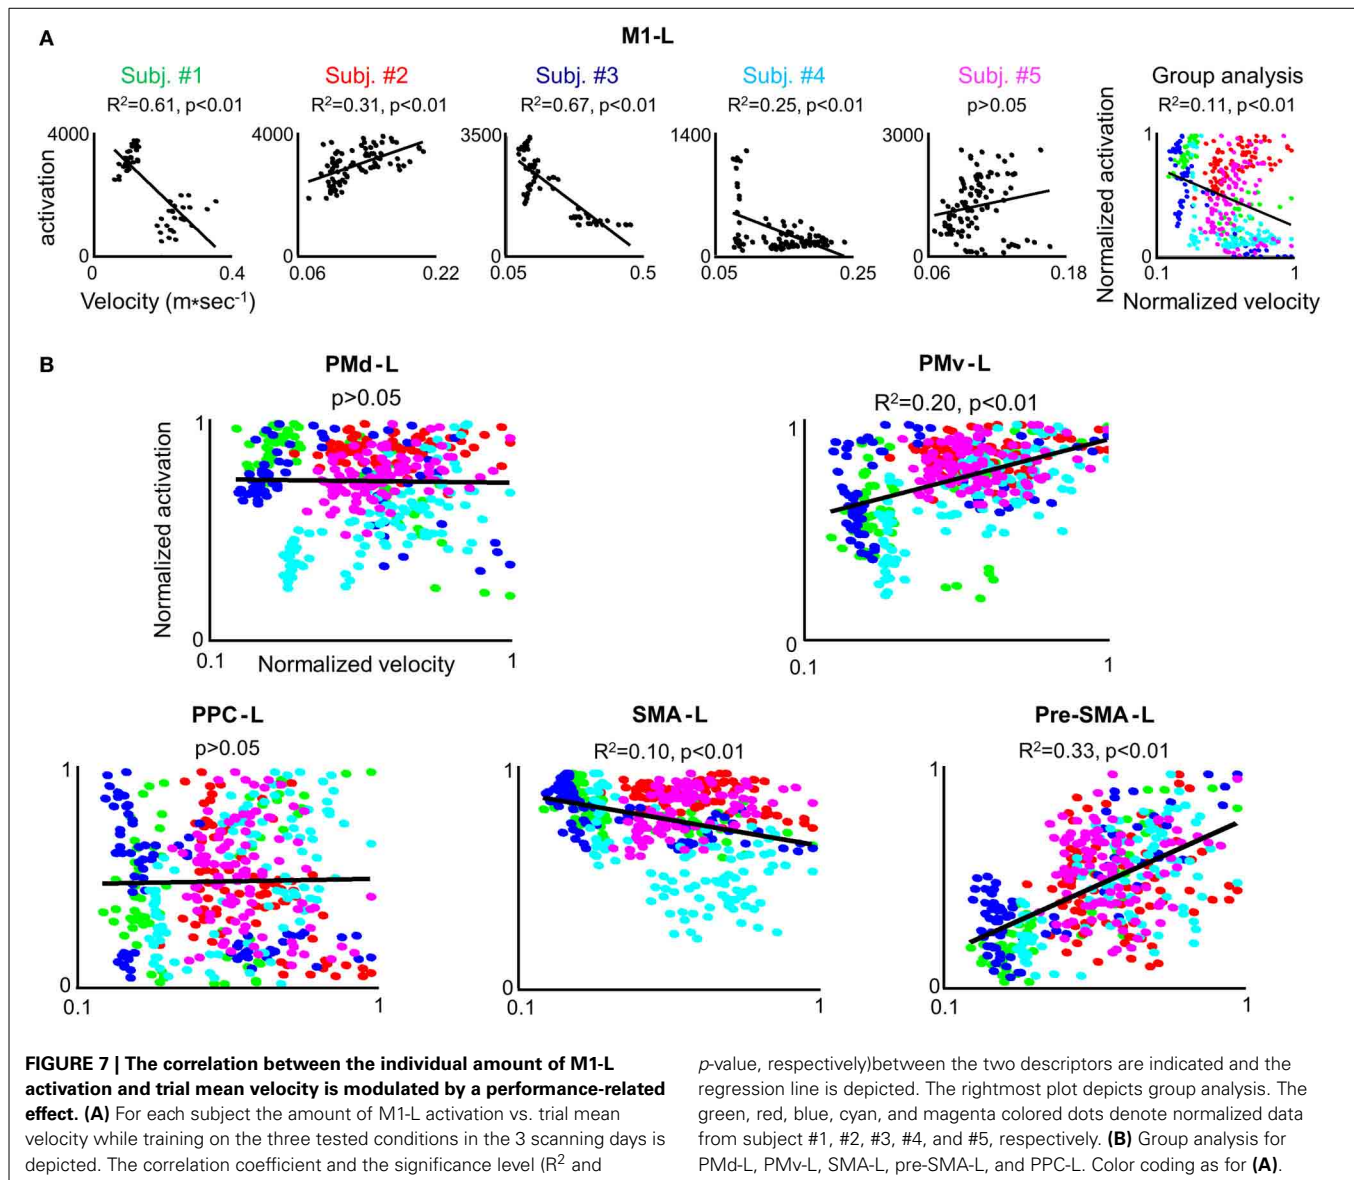 A
M1-L
Subj. #1
R²=0.61, p<0.01
4000
0
activation
0
0.4
Velocity (m*sec⁻¹)
Subj. #2
R²=0.31, p<0.01
4000
0
0.06
0.22
Subj. #3
R²=0.67, p<0.01
3500
0
0.05
0.5
Subj. #4
R²=0.25, p<0.01
1400
0
0.05
0.25
Subj. #5
p>0.05
3000
0
0.06
0.18
Group analysis
R²=0.11, p<0.01
Normalized activation
1
0
0.1
1
Normalized velocity
B
PMd-L
p>0.05
Normalized activation
1
0
0.1
Normalized velocity
1
PMv-L
R²=0.20, p<0.01
1
0
0.1
1
PPC-L
p>0.05
1
0
0.1
1
SMA-L
R²=0.10, p<0.01
1
0
0.1
1
Pre-SMA-L
R²=0.33, p<0.01
1
0
0.1
1
FIGURE 7 | The correlation between the individual amount of M1-L
activation and trial mean velocity is modulated by a performance-related
effect. (A) For each subject the amount of M1-L activation vs. trial mean
velocity while training on the three tested conditions in the 3 scanning days is
depicted. The correlation coefficient and the significance level (R² and
p-value, respectively)between the two descriptors are indicated and the
regression line is depicted. The rightmost plot depicts group analysis. The
green, red, blue, cyan, and magenta colored dots denote normalized data
from subject #1, #2, #3, #4, and #5, respectively. (B) Group analysis for
PMd-L, PMv-L, SMA-L, pre-SMA-L, and PPC-L. Color coding as for (A).